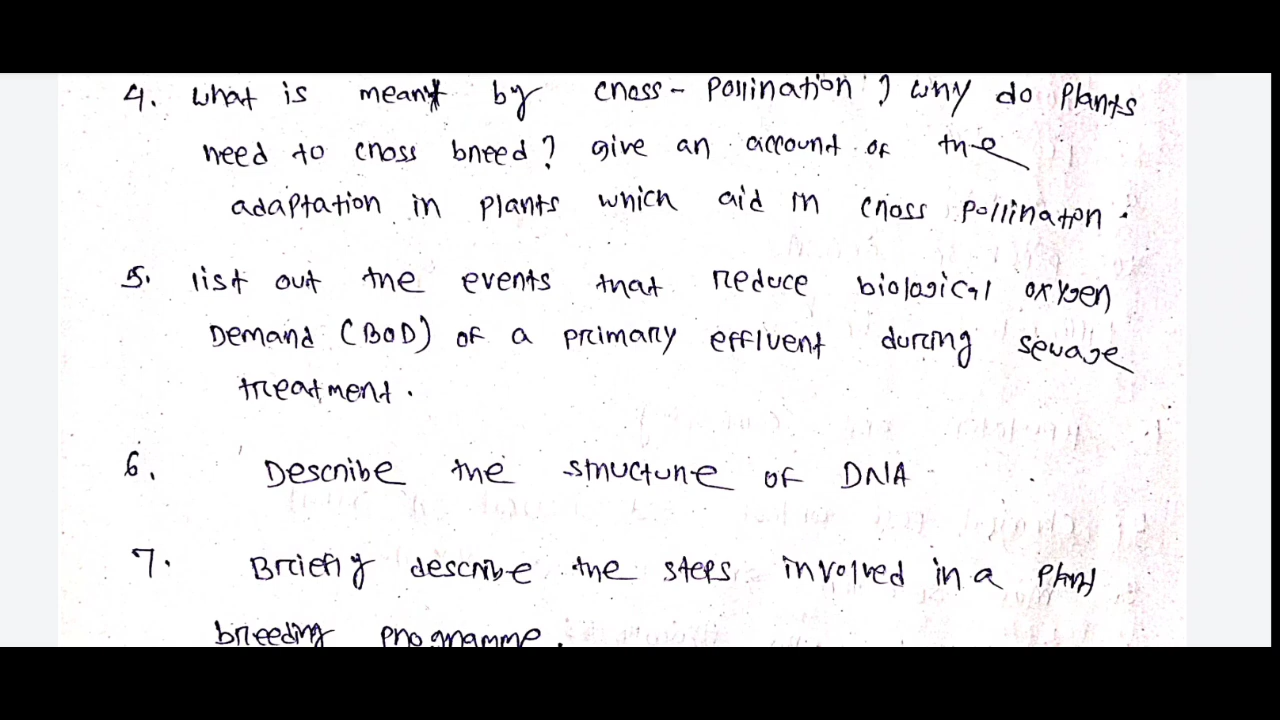 4. What is meant by cross - Pollination ? Why do Plants
need to cross breed? give an account of the
adaptation in plants which aid in cross pollinaton.
5. list out the events that reduce biological oxygen
Demand (BOD) of a primary effluent during sewage
treatment.
6. Describe the structure of DNA
7. Briefly describe the steps involved in a plant
breeding programme.